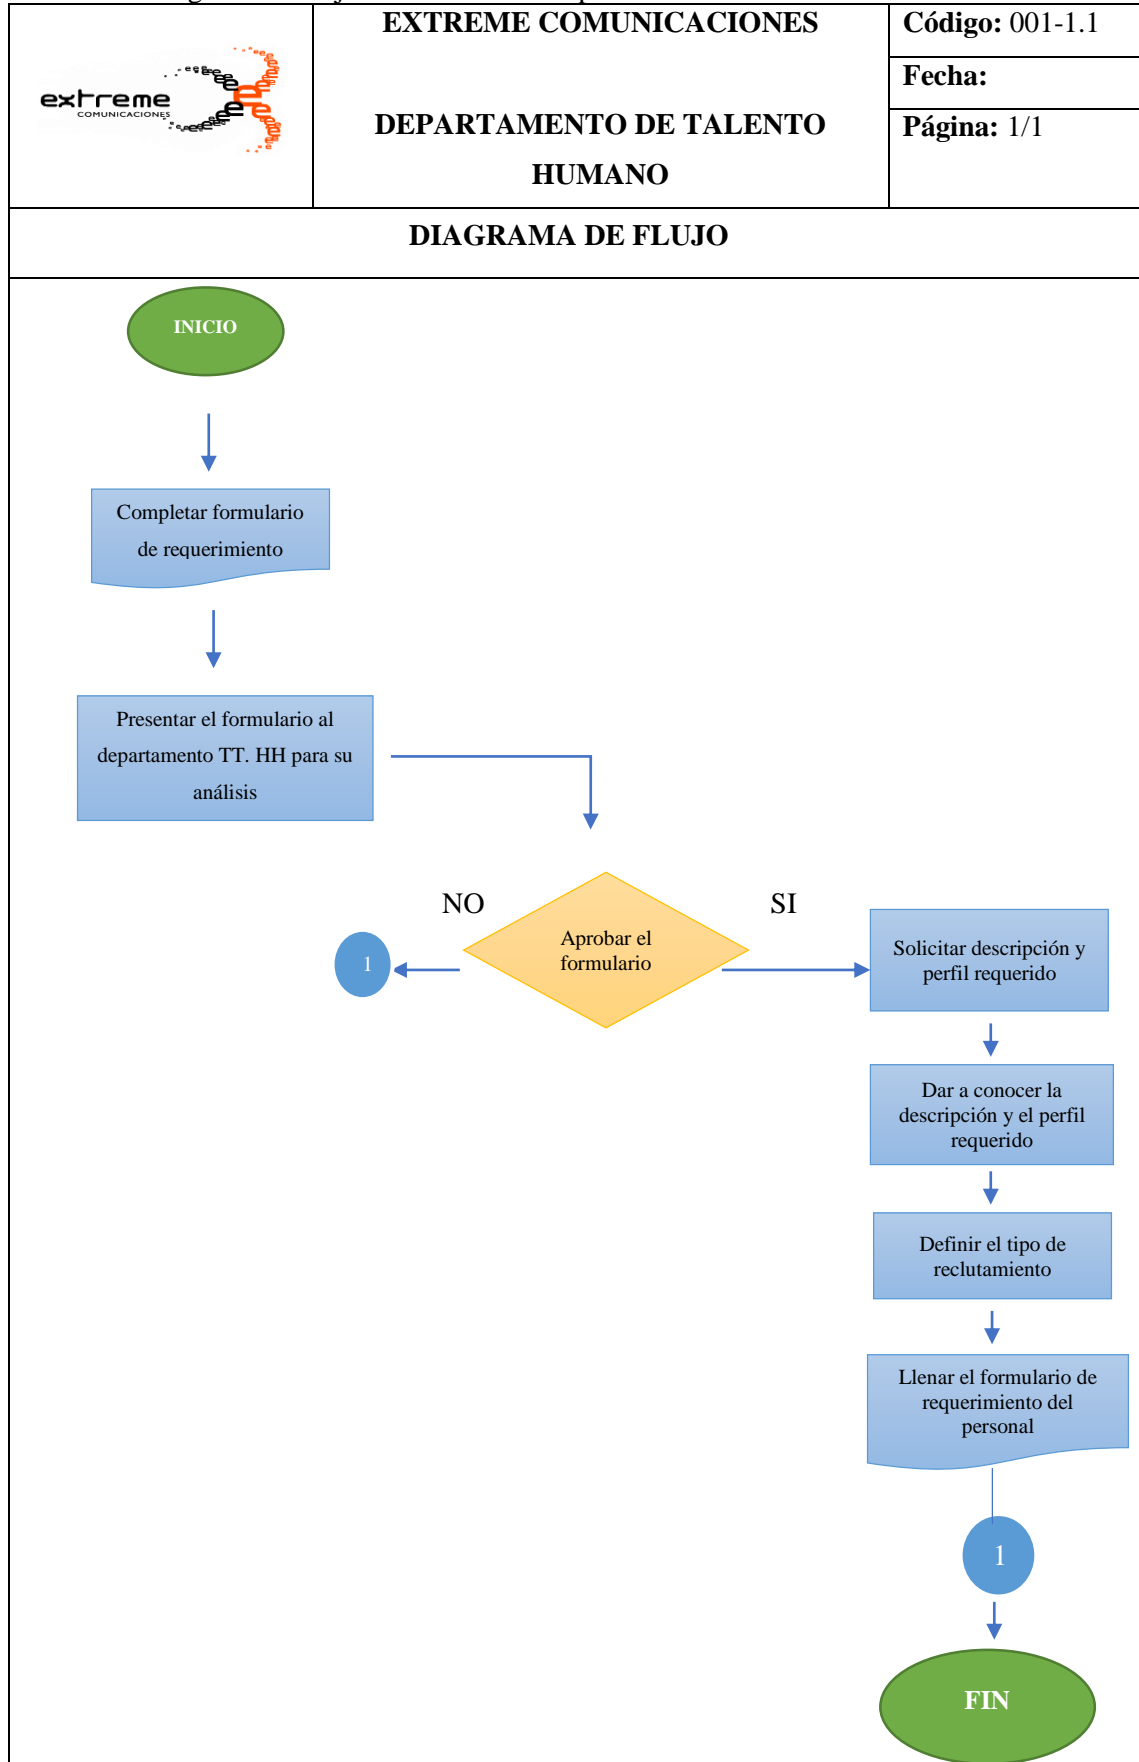 EXTREME COMUNICACIONES
DEPARTAMENTO DE TALENTO
HUMANO
Código: 001-1.1
Fecha:
Página: 1/1
extreme
COMUNICACIONES
DIAGRAMA DE FLUJO
INICIO
Completar formulario
de requerimiento
Presentar el formulario al
departamento TT. HH para su
análisis
NO
SI
Aprobar el
formulario
1
Solicitar descripción y
perfil requerido
Dar a conocer la
descripción y el perfil
requerido
Definir el tipo de
reclutamiento
Llenar el formulario de
requerimiento del
personal
1
FIN